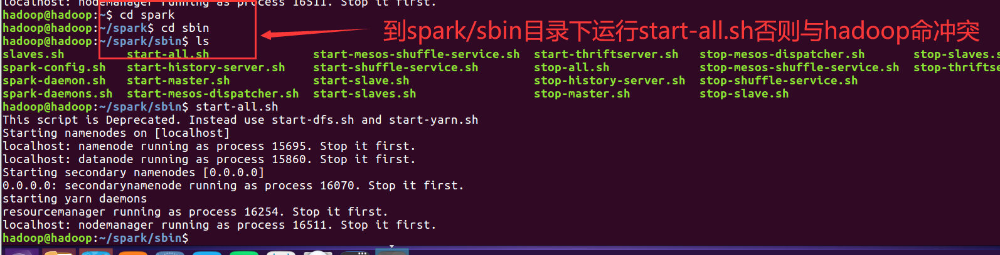 localhost: nodemanager running as process 16511. Stop it first.
hadoop@hadoop:~$ cd spark
hadoop@hadoop:~/spark$ cd sbin
hadoop@hadoop:~/spark/sbin$ ls
到spark/sbin目录下运行start-all.sh否则与hadoop命冲突
slaves.sh start-all.sh start-mesos-shuffle-service.sh start-thriftserver.sh stop-mesos-dispatcher.sh stop-slaves.s
spark-config.sh start-history-server.sh start-shuffle-service.sh stop-all.sh stop-mesos-shuffle-service.sh stop-thriftse
spark-daemon.sh start-master.sh start-slave.sh stop-history-server.sh stop-shuffle-service.sh
spark-daemons.sh start-mesos-dispatcher.sh start-slaves.sh stop-master.sh stop-slave.sh
hadoop@hadoop:~/spark/sbin$ start-all.sh
This script is Deprecated. Instead use start-dfs.sh and start-yarn.sh
Starting namenodes on [localhost]
localhost: namenode running as process 15695. Stop it first.
localhost: datanode running as process 15860. Stop it first.
Starting secondary namenodes [0.0.0.0]
0.0.0.0: secondarynamenode running as process 16070. Stop it first.
starting yarn daemons
resourcemanager running as process 16254. Stop it first.
localhost: nodemanager running as process 16511. Stop it first.
hadoop@hadoop:~/spark/sbin$